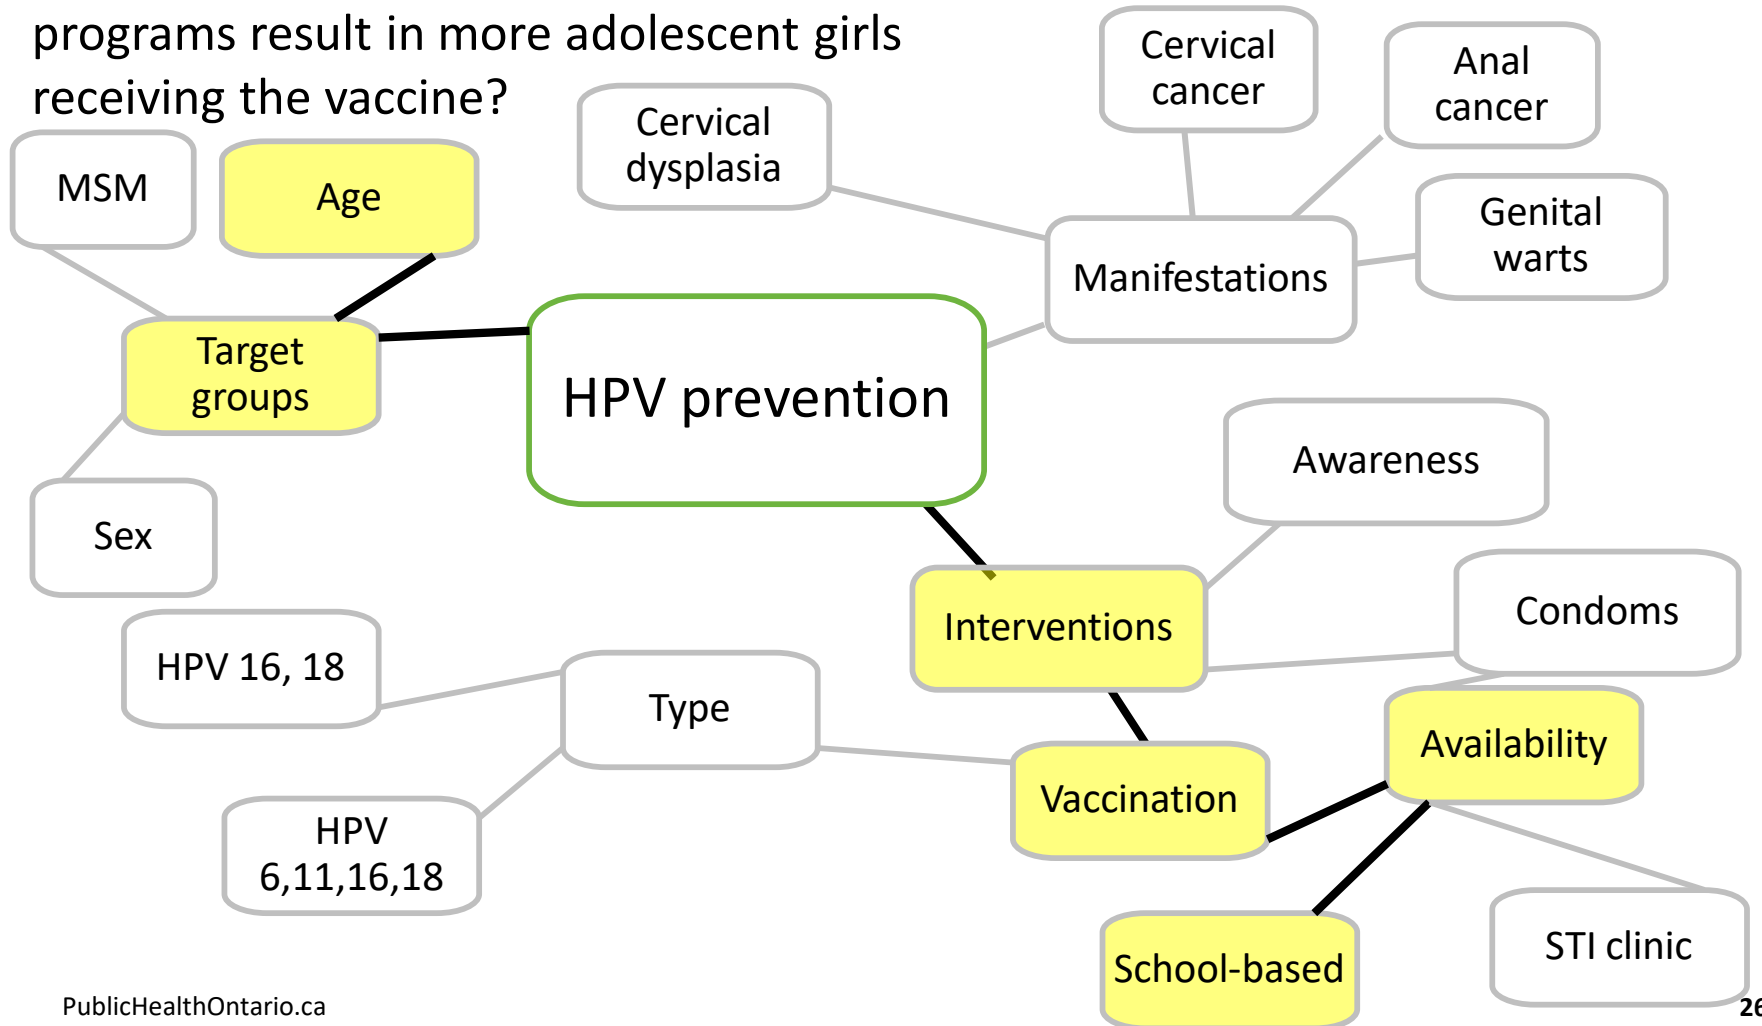 programs result in more adolescent girls
receiving the vaccine?
MSM
Age
Cervical
dysplasia
Cervical
cancer
Anal
cancer
Genital
warts
Manifestations
Target
groups
HPV prevention
Sex
Awareness
Interventions
Condoms
HPV 16, 18
Type
Availability
Vaccination
HPV
6,11,16,18
School-based
STI clinic
PublicHealthOntario.ca
26